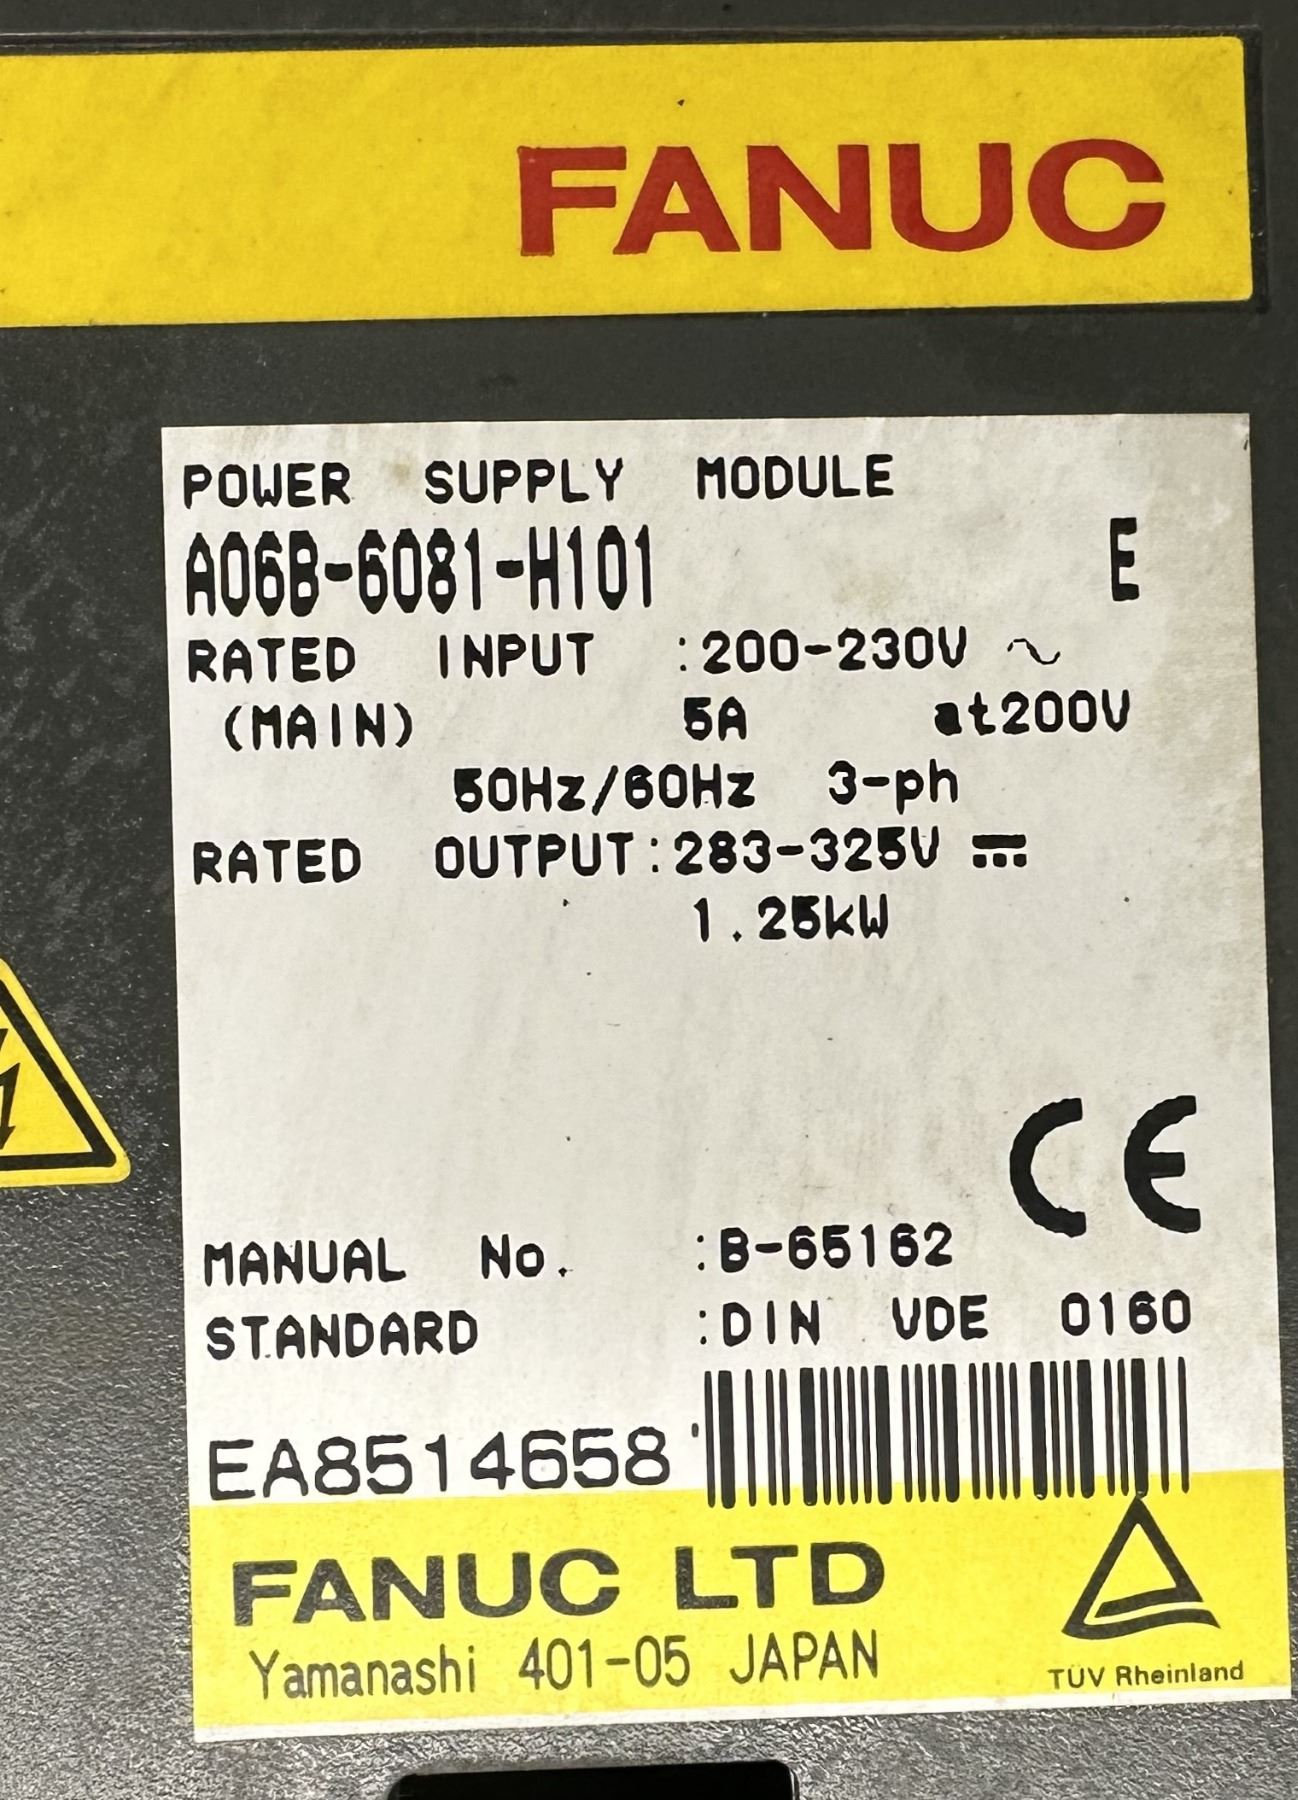 FANUC
POWER SUPPLY MODULE
A06B-6081-H101 E
RATED INPUT :200-230V ~
(MAIN) 5A at200V
50Hz/60Hz 3-ph
RATED OUTPUT:283-325V ⎓
1.25kW
CE
MANUAL No. :B-65162
STANDARD :DIN VDE 0160
EA8514658
FANUC LTD
Yamanashi 401-05 JAPAN
TÜV Rheinland